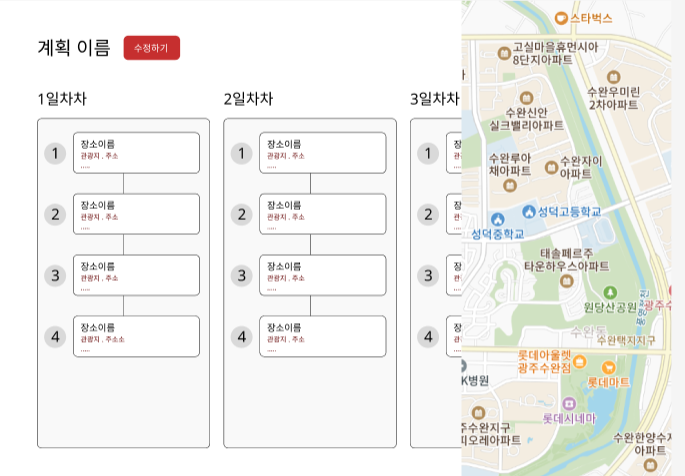 계획 이름
수정하기
1일차차
2일차차
3일차차
1
장소이름
관광지 . 주소
.....
2
장소이름
관광지 . 주소
.....
3
장소이름
관광지 . 주소
.....
4
장소이름
관광지 . 주소소
.....
1
장소이름
관광지 . 주소
.....
2
장소이름
관광지 . 주소
.....
3
장소이름
관광지 . 주소
.....
4
장소이름
관광지 . 주소
.....
1
2
3
4
스타벅스
고실마을휴먼시아
8단지아파트
수완우미린
2차아파트
수완신안
실크밸리아파트
수완루아
채아파트
수완자이
아파트
성덕고등학교
성덕중학교
태솔페르주
타운하우스아파트
원당산공원
풍영정천
광주수
수완동
수완택지지구
롯데아울렛
광주수완점
롯데마트
K병원
롯데시네마
주수완지구
피오레아파트
수완한양수자
아파트